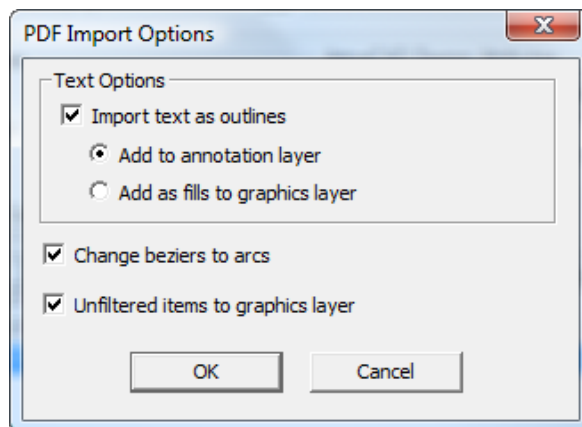 PDF Import Options
Text Options
Import text as outlines
Add to annotation layer
Add as fills to graphics layer
Change beziers to arcs
Unfiltered items to graphics layer
OK Cancel